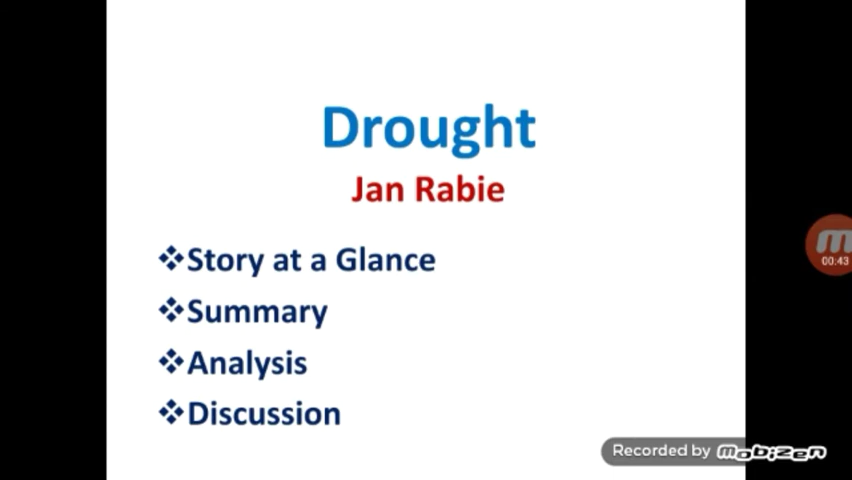 Drought
Jan Rabie
❖Story at a Glance
❖Summary
❖Analysis
❖Discussion
00:43
Recorded by Mobizen